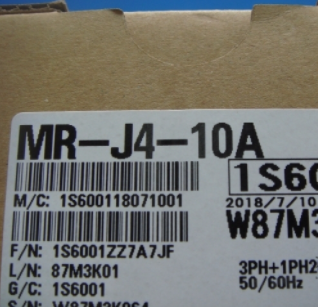 MR-J4-10A
1S60
M/C: 1S600118071001
2018/7/10
W87M3
F/N: 1S6001ZZ7A7JF
L/N: 87M3K01
3PH+1PH2
G/C: 1S6001
50/60Hz